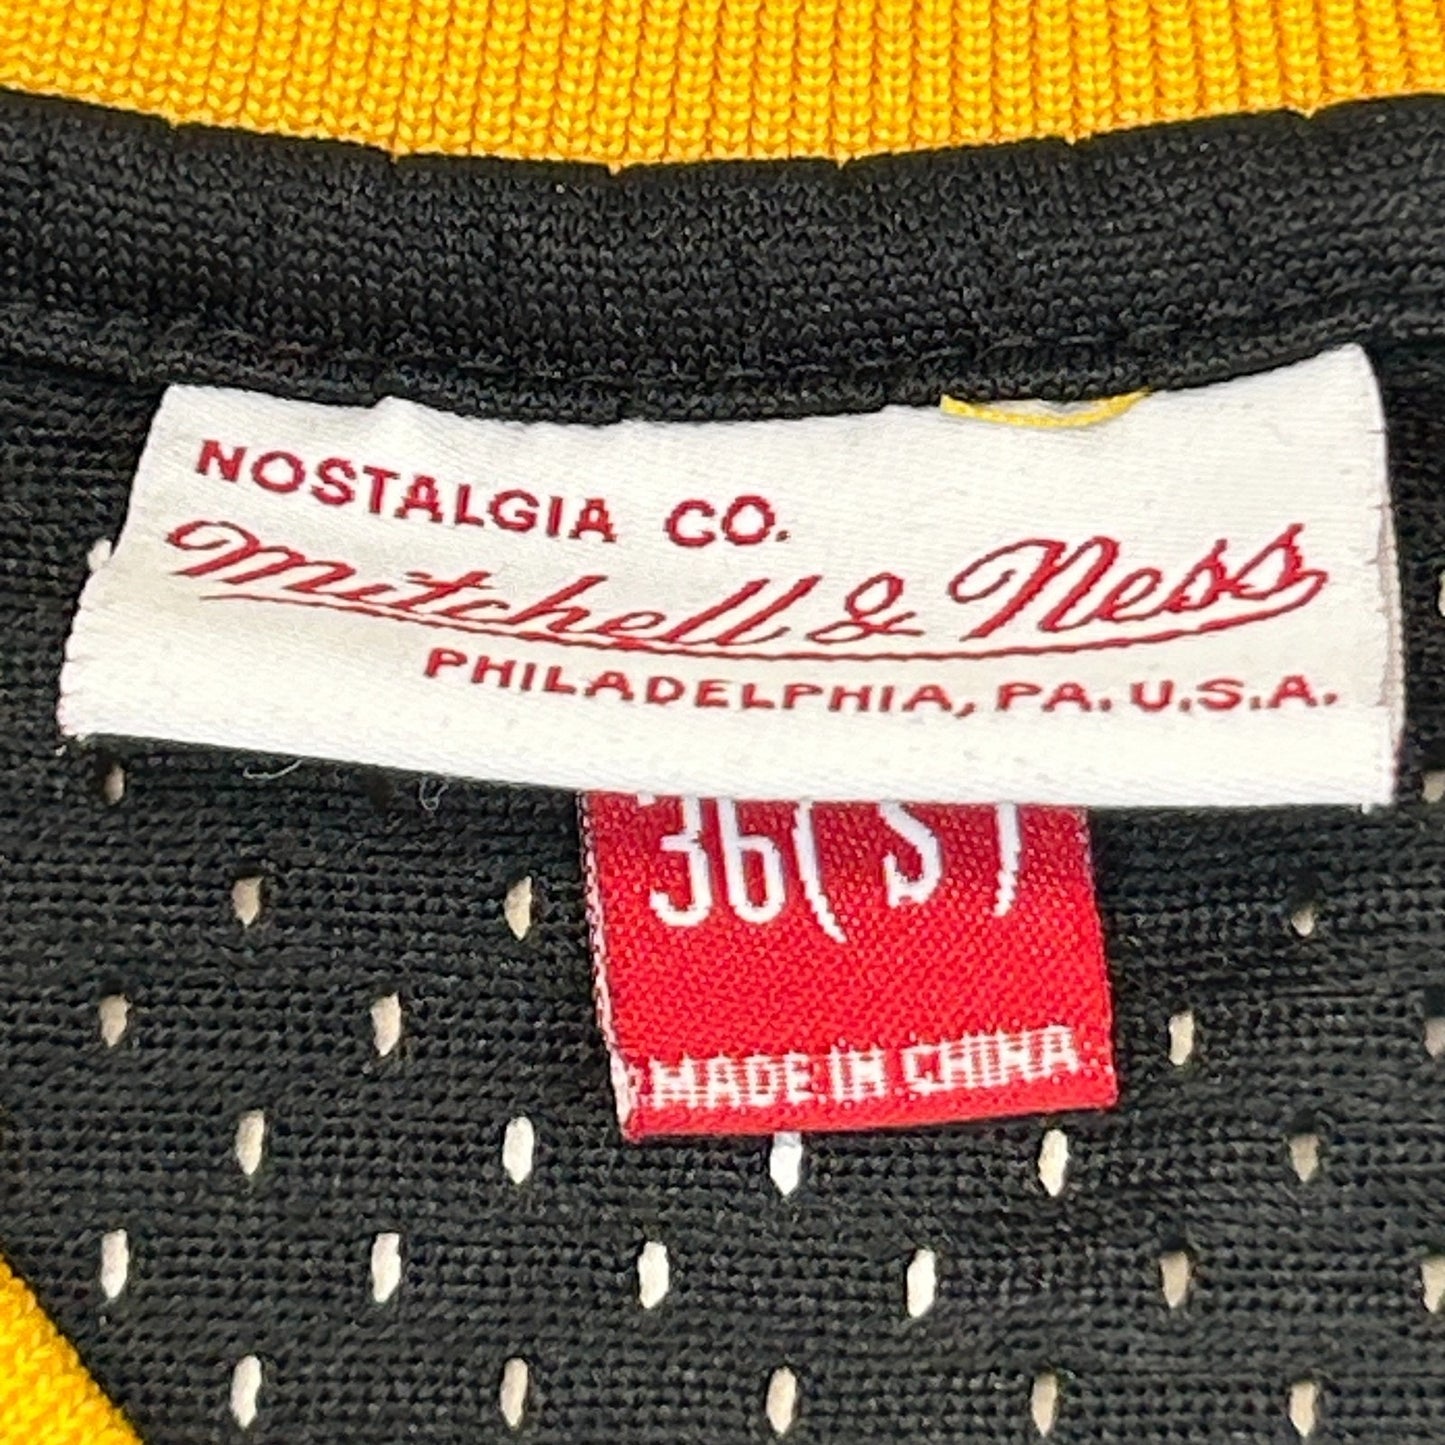 NOSTALGIA CO.
Mitchell & Ness
PHILADELPHIA, PA. U.S.A.
36(S)
MADE IN CHINA